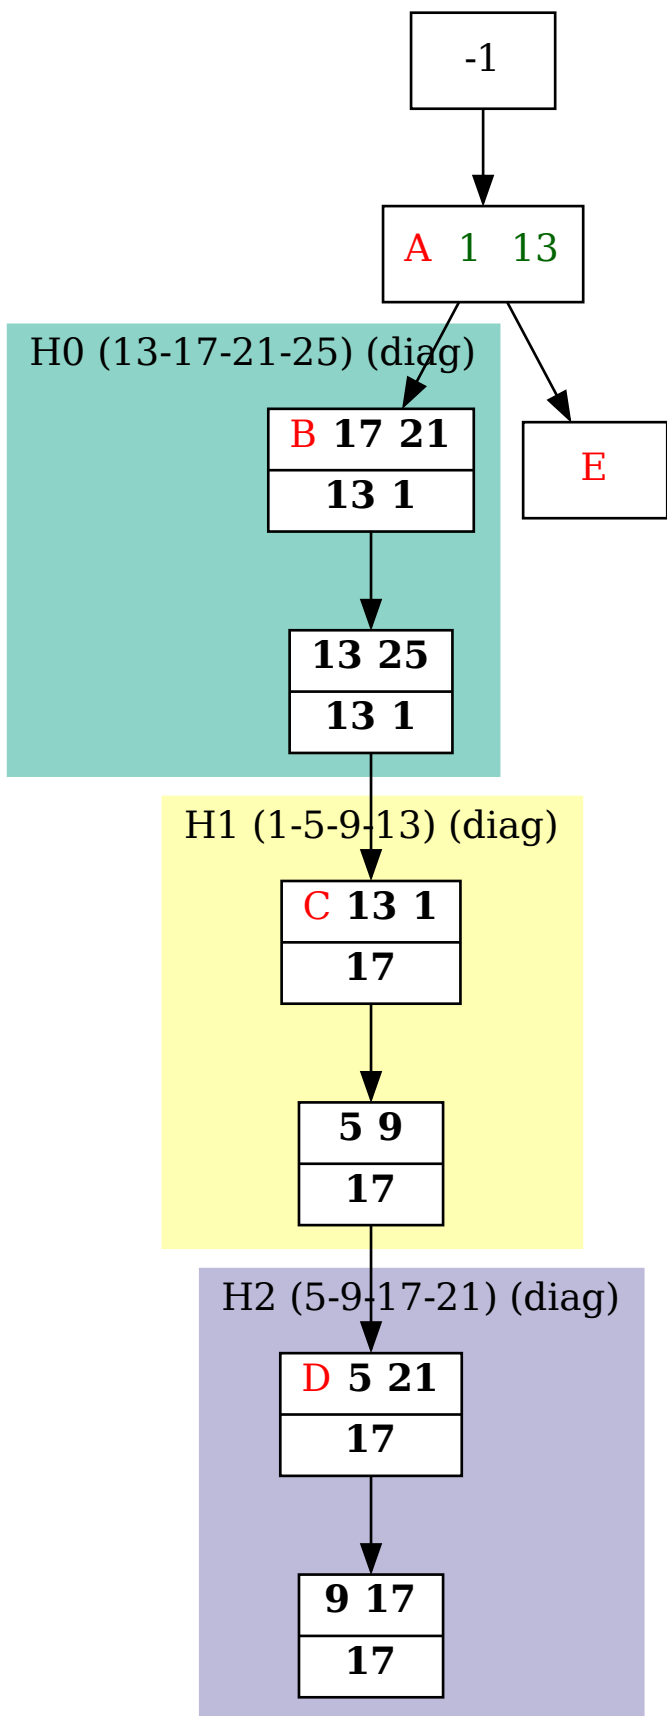 -1
A 1 13
H0 (13-17-21-25) (diag)
B 17 21
13 1
E
13 25
13 1
H1 (1-5-9-13) (diag)
C 13 1
17
5 9
17
H2 (5-9-17-21) (diag)
D 5 21
17
9 17
17